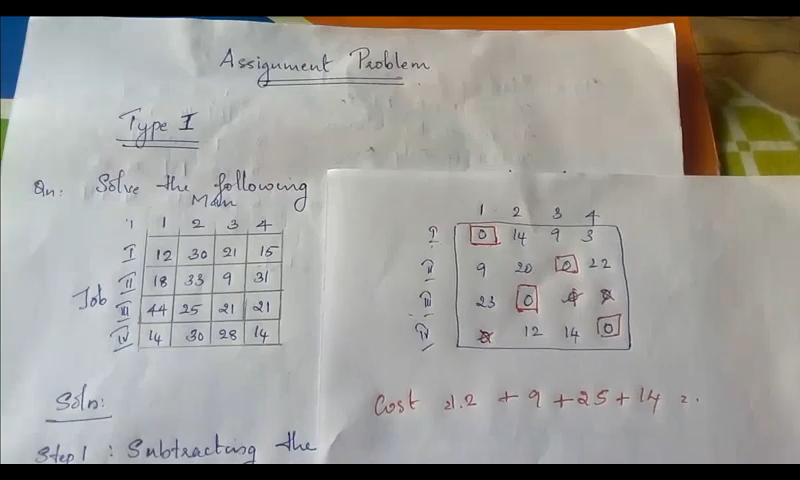 Assignment Problem
Type I
Qn: Solve the following
Man
1 2 3 4
I 12 30 21 15
II 18 33 9 31
Job
III 44 25 21 21
IV 14 30 28 14
Soln:
Step 1 : Subtracting the
1 2 3 4
I 0 14 9 3
II 9 20 0 22
III 23 0
IV 0 12 14 0
Cost = 12 + 9 + 25 + 14 =